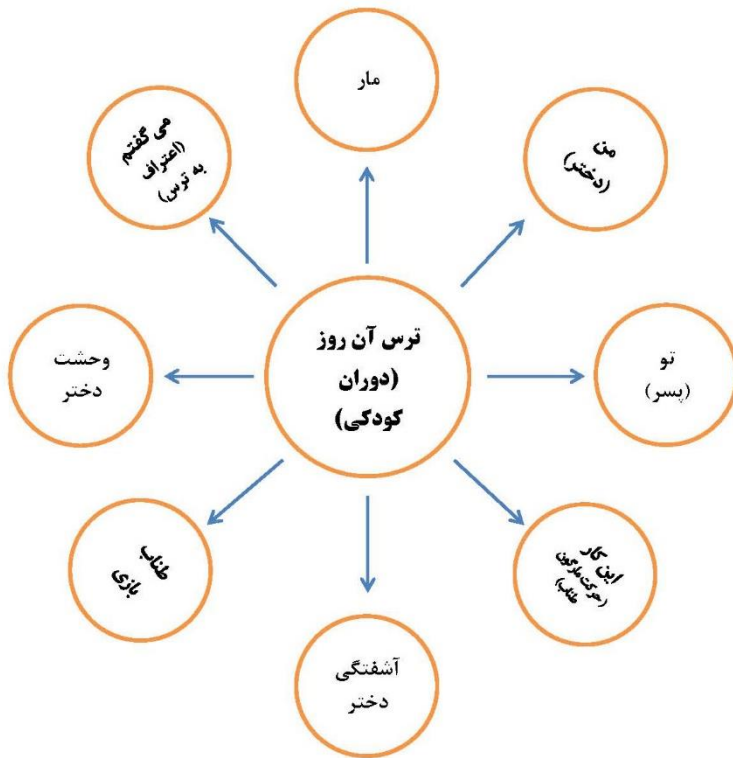 مار
من
(دختر)
تو
(پسر)
این کار
(حرکت مارگون
طناب)
آشفتگی
دختر
طناب
بازی
وحشت
دختر
می گفتم
(اعتراف
به ترس)
ترس آن روز
(دوران
کودکی)